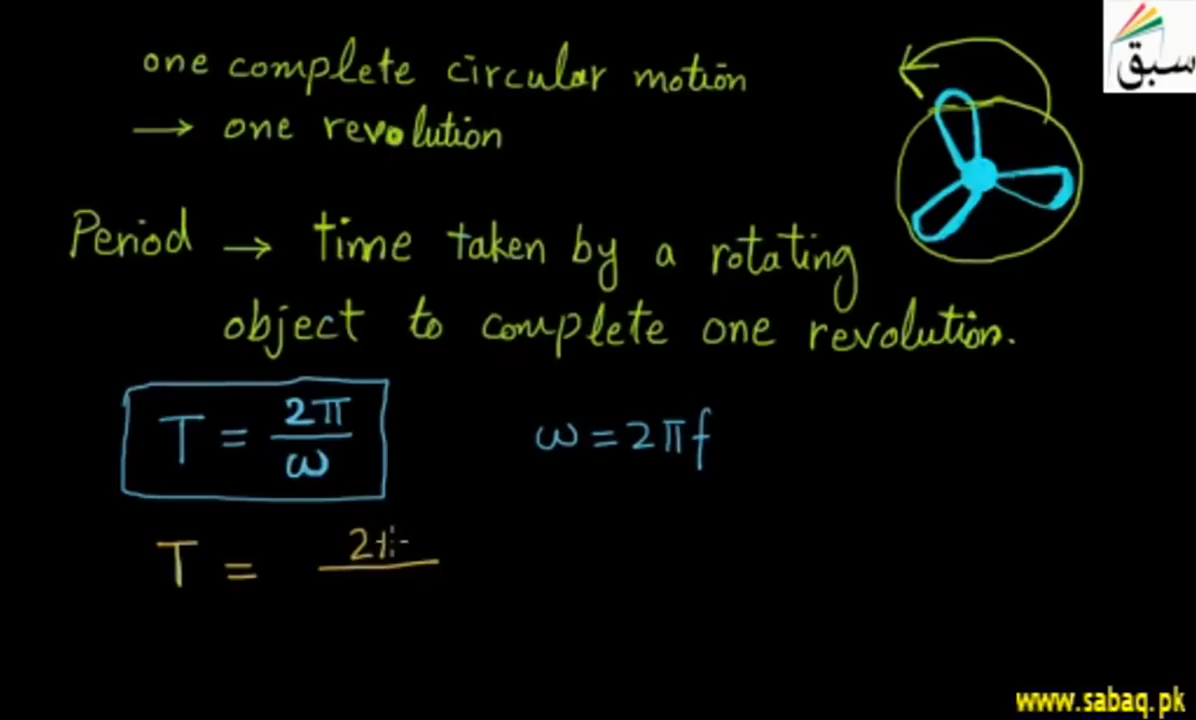 سبق
one complete circular motion
→ one revolution
Period → time taken by a rotating
object to complete one revolution.
T = 2π/ω
ω = 2πf
T = 2
www.sabaq.pk